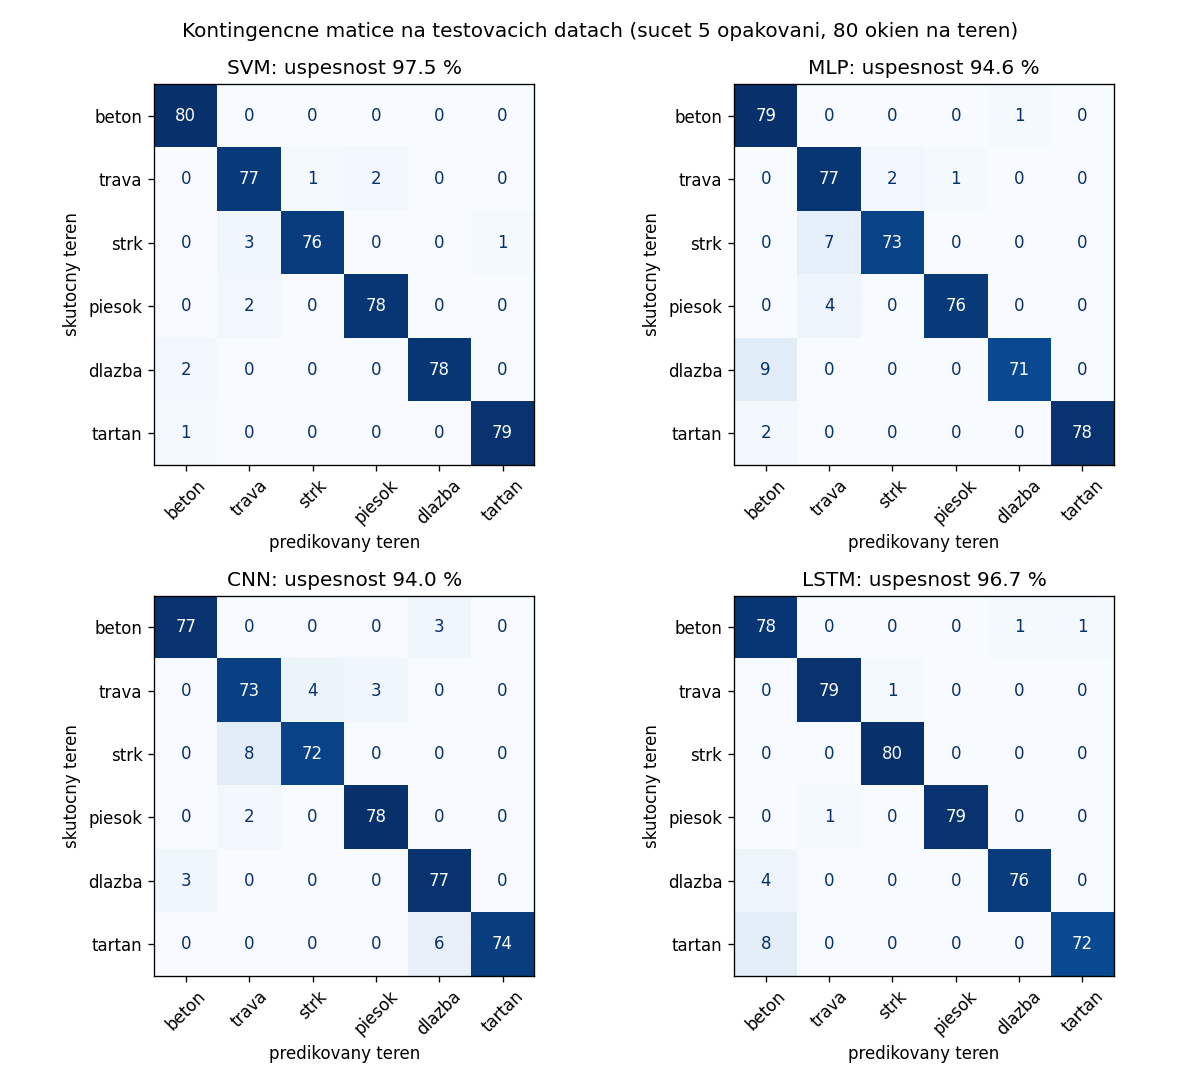 Kontingencne matice na testovacich datach (sucet 5 opakovani, 80 okien na teren)
SVM: uspesnost 97.5 %
skutocny teren
beton 80 0 0 0 0 0
trava 0 77 1 2 0 0
strk 0 3 76 0 0 1
piesok 0 2 0 78 0 0
dlazba 2 0 0 0 78 0
tartan 1 0 0 0 0 79
beton trava strk piesok dlazba tartan
predikovany teren
MLP: uspesnost 94.6 %
skutocny teren
beton 79 0 0 0 1 0
trava 0 77 2 1 0 0
strk 0 7 73 0 0 0
piesok 0 4 0 76 0 0
dlazba 9 0 0 0 71 0
tartan 2 0 0 0 0 78
beton trava strk piesok dlazba tartan
predikovany teren
CNN: uspesnost 94.0 %
skutocny teren
beton 77 0 0 0 3 0
trava 0 73 4 3 0 0
strk 0 8 72 0 0 0
piesok 0 2 0 78 0 0
dlazba 3 0 0 0 77 0
tartan 0 0 0 0 6 74
beton trava strk piesok dlazba tartan
predikovany teren
LSTM: uspesnost 96.7 %
skutocny teren
beton 78 0 0 0 1 1
trava 0 79 1 0 0 0
strk 0 0 80 0 0 0
piesok 0 1 0 79 0 0
dlazba 4 0 0 0 76 0
tartan 8 0 0 0 0 72
beton trava strk piesok dlazba tartan
predikovany teren